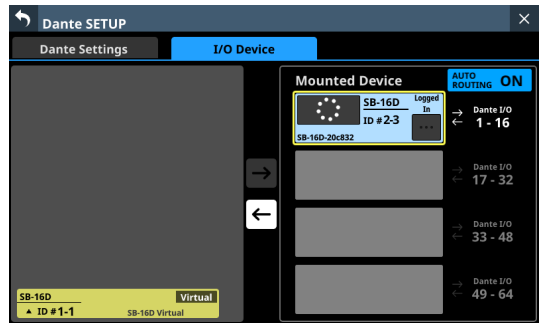 Dante SETUP
Dante Settings
I/O Device
Mounted Device
AUTO ROUTING ON
SB-16D
Logged In
ID #2-3
SB-16D-20c832
Dante I/O
1 - 16
Dante I/O
17 - 32
Dante I/O
33 - 48
Dante I/O
49 - 64
SB-16D
Virtual
ID #1-1
SB-16D Virtual